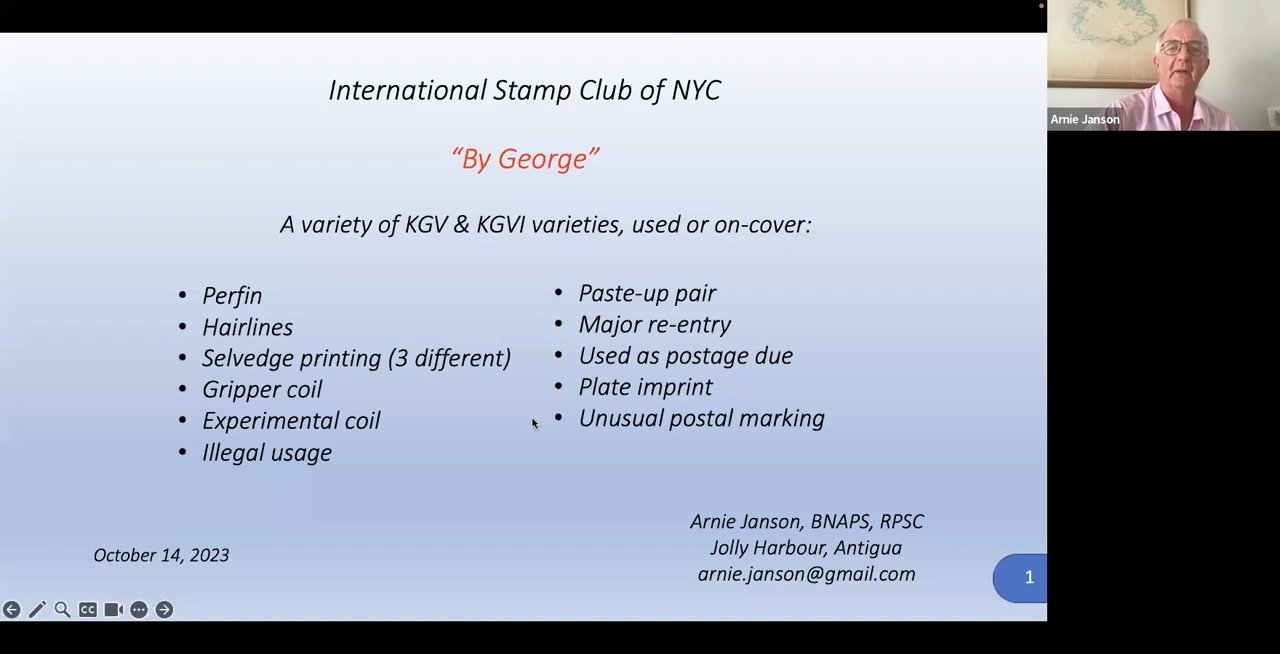 International Stamp Club of NYC
“By George”
A variety of KGV & KGVI varieties, used or on-cover:
• Perfin
• Hairlines
• Selvedge printing (3 different)
• Gripper coil
• Experimental coil
• Illegal usage
• Paste-up pair
• Major re-entry
• Used as postage due
• Plate imprint
• Unusual postal marking
October 14, 2023
Arnie Janson, BNAPS, RPSC
Jolly Harbour, Antigua
arnie.janson@gmail.com
1
CC
Arnie Janson